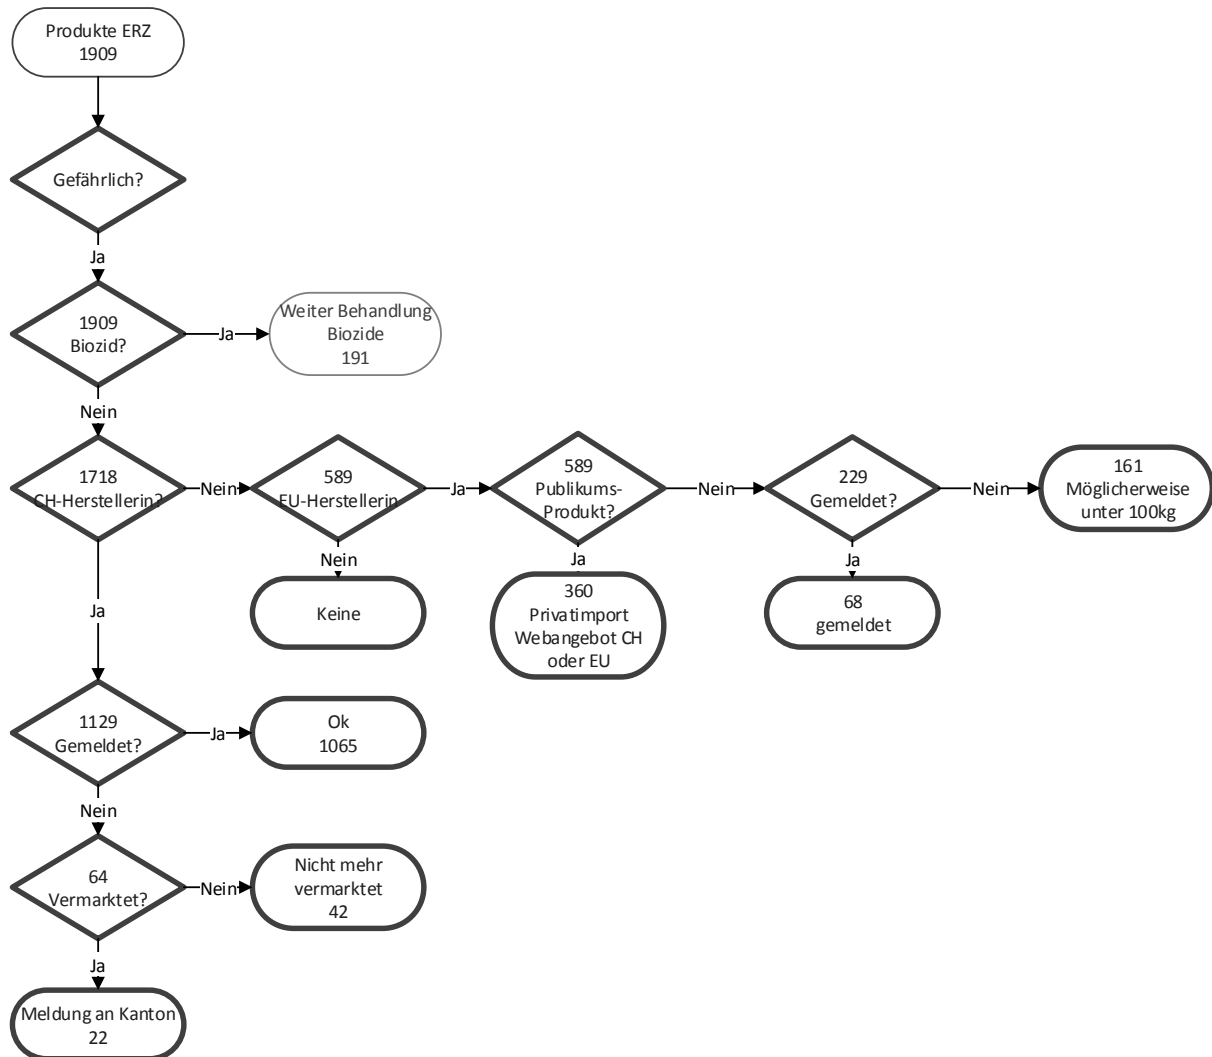 Produkte ERZ
1909
Gefährlich?
Ja
1909
Biozid?
Ja
Weiter Behandlung
Biozide
191
Nein
1718
CH-Herstellerin?
Nein
589
EU-Herstellerin
Ja
589
Publikums-
Produkt?
Nein
229
Gemeldet?
Nein
161
Möglicherweise
unter 100kg
Nein
Keine
Ja
360
Privatimport
Webangebot CH
oder EU
Ja
68
gemeldet
Ja
1129
Gemeldet?
Ja
Ok
1065
Nein
64
Vermarktet?
Nein
Nicht mehr
vermarktet
42
Ja
Meldung an Kanton
22